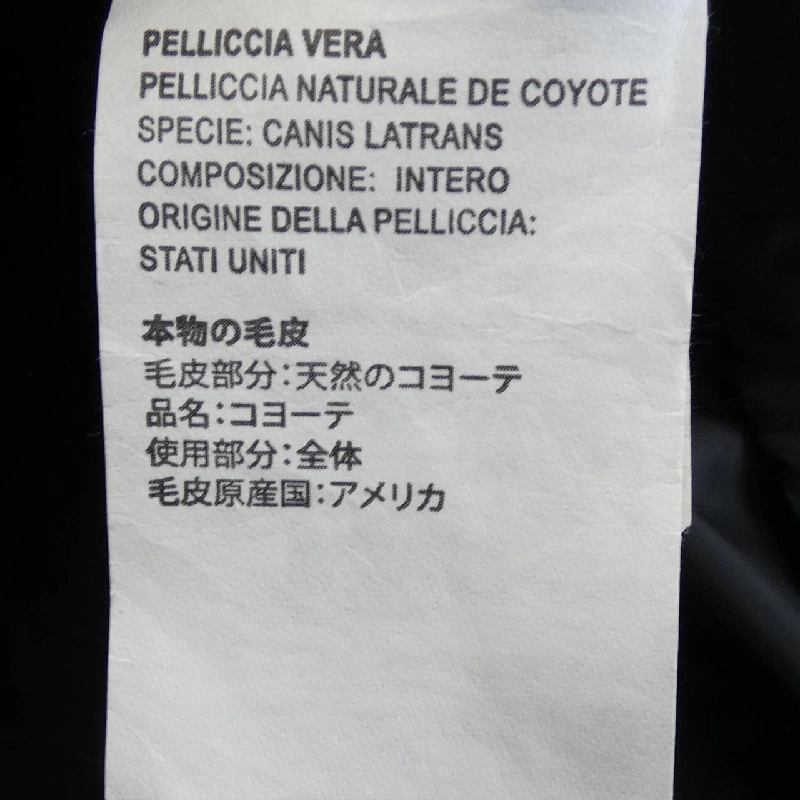 PELLICCIA VERA
PELLICCIA NATURALE DE COYOTE
SPECIE: CANIS LATRANS
COMPOSIZIONE: INTERO
ORIGINE DELLA PELLICCIA:
STATI UNITI
本物の毛皮
毛皮部分:天然のコヨーテ
品名:コヨーテ
使用部分:全体
毛皮原産国:アメリカ